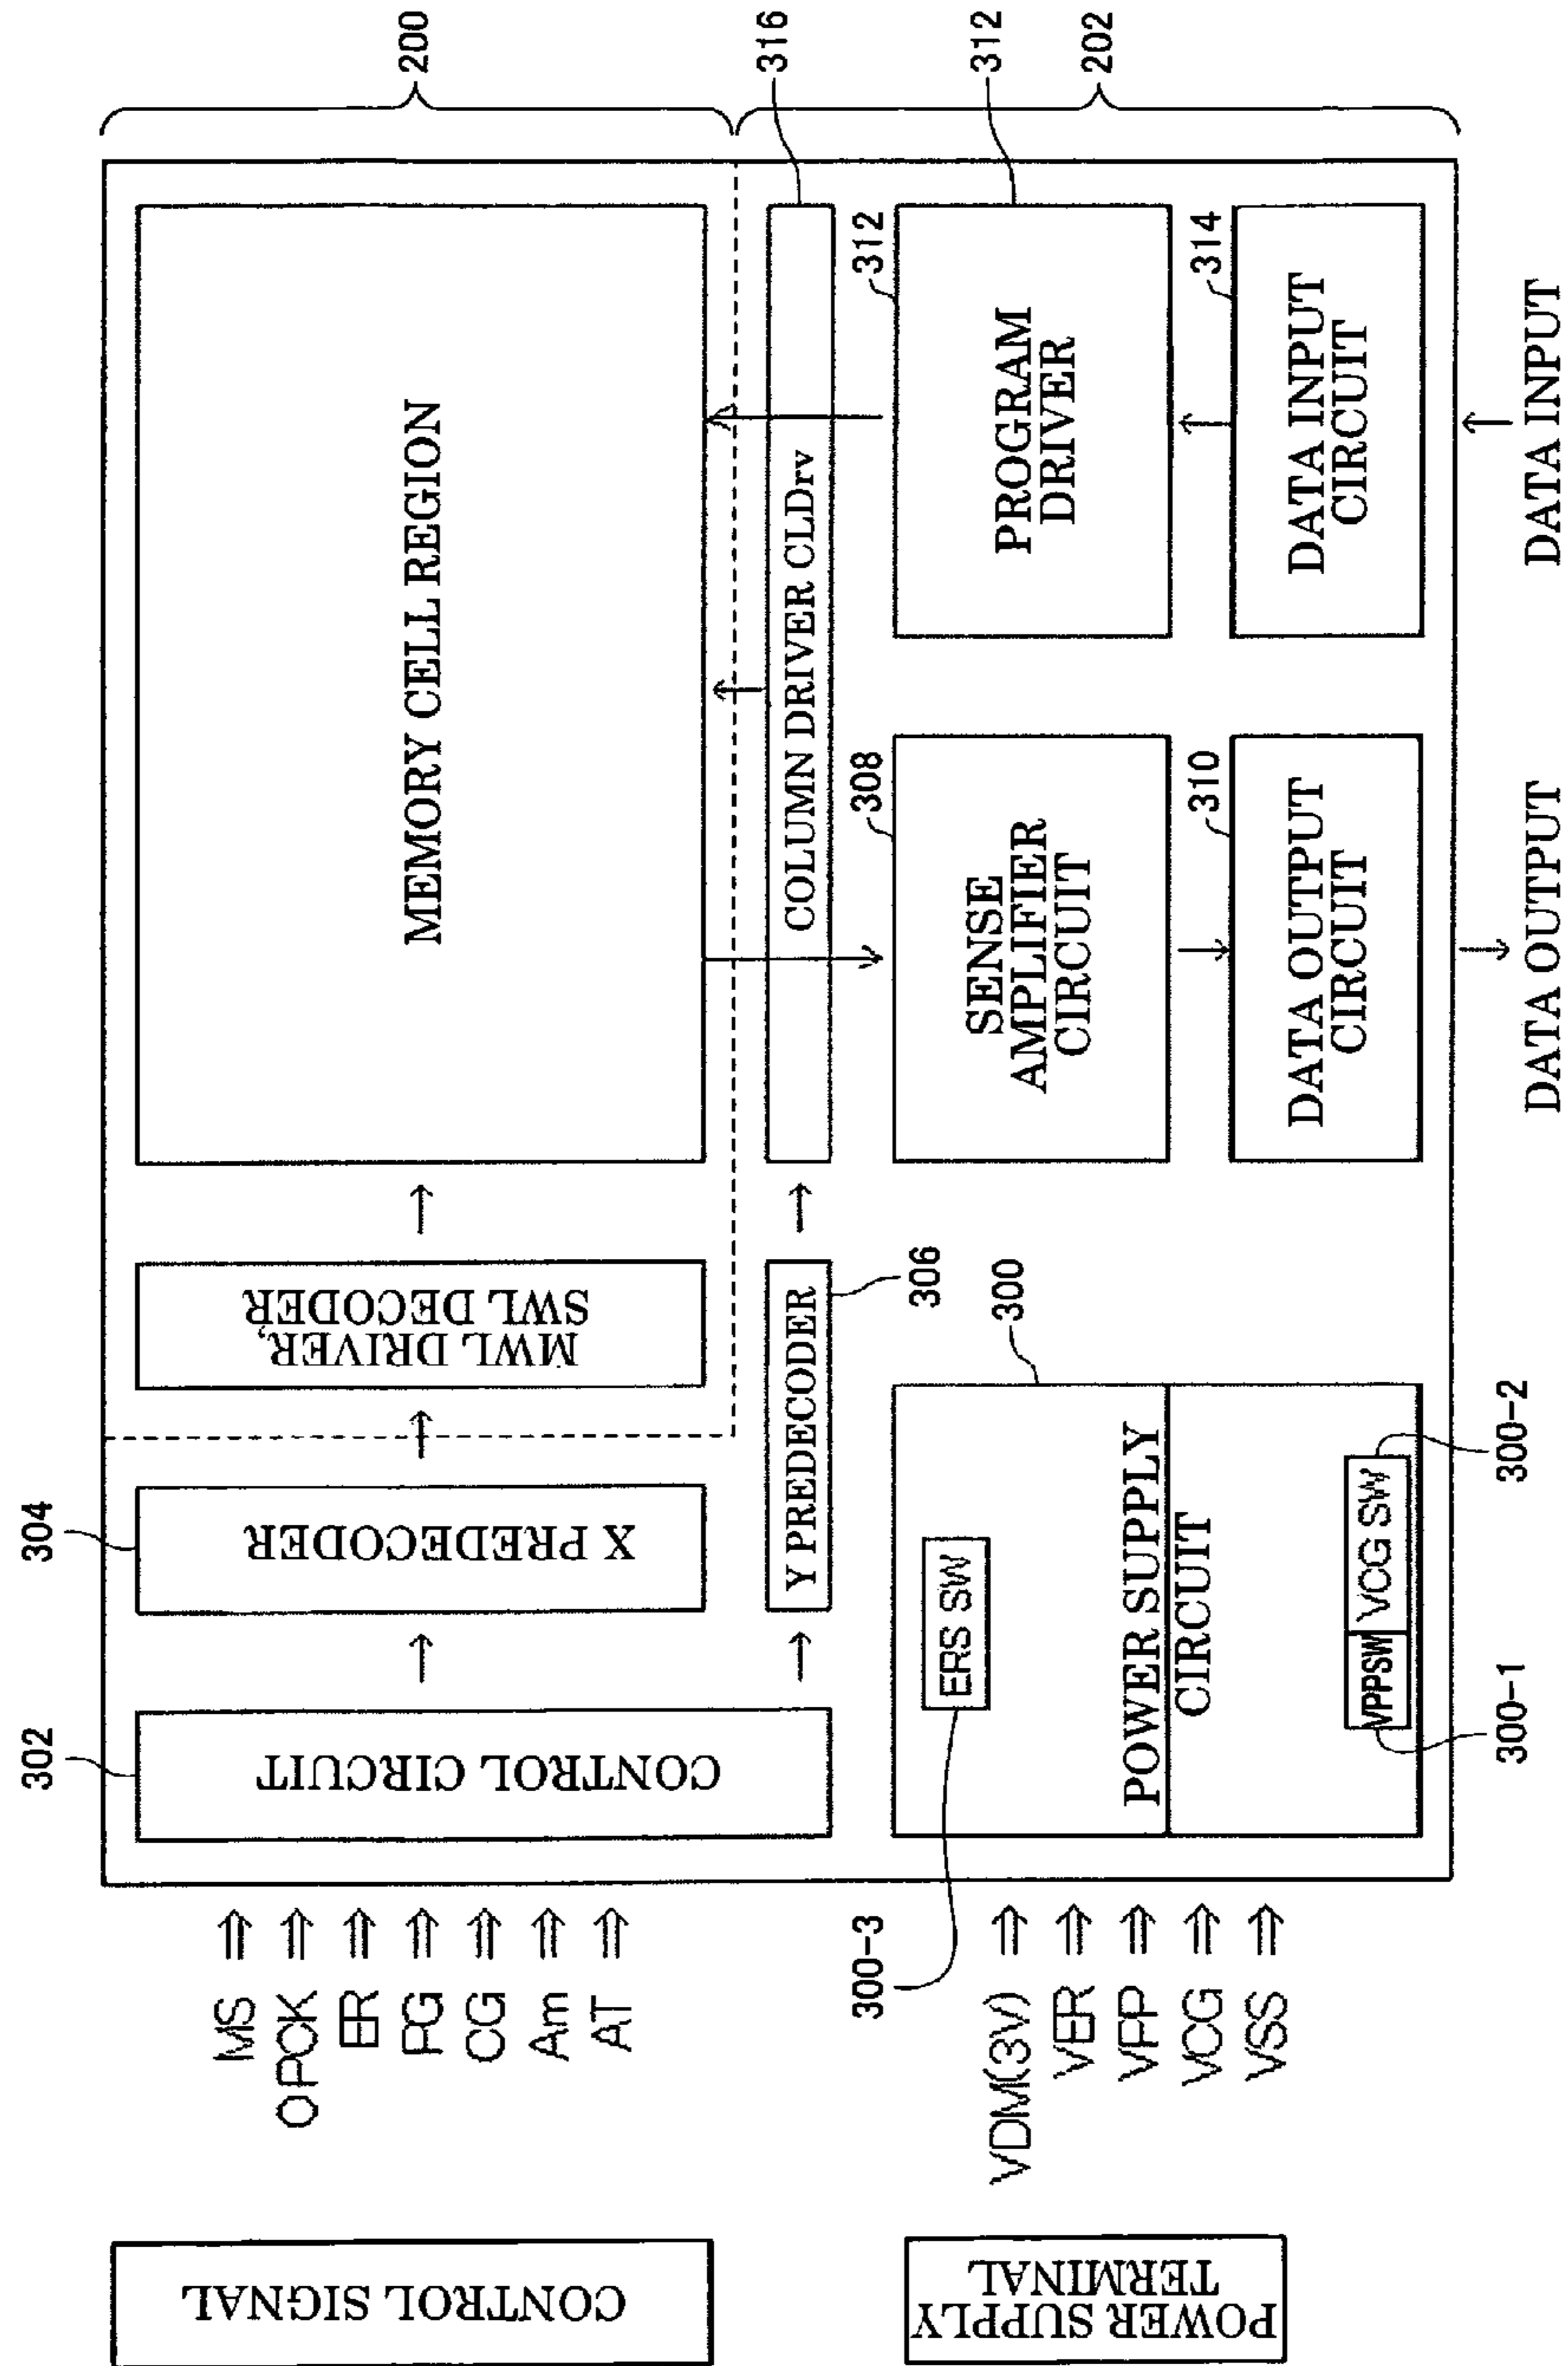 CONTROL SIGNAL
MS
OPCK
ER
PG
CG
Am
AT
302
CONTROL CIRCUIT
304
X PREDECODER
MWL DRIVER,
SWL DECODER
MEMORY CELL REGION
200
Y PREDECODER
306
COLUMN DRIVER CLDrv
316
POWER SUPPLY
TERMINAL
VDM(3V)
VER
VPP
VCG
VSS
300-3
ERS SW
300
POWER SUPPLY
CIRCUIT
VPPSW
VCG SW
300-1
300-2
308
SENSE
AMPLIFIER
CIRCUIT
312
PROGRAM
DRIVER
312
202
310
DATA OUTPUT
CIRCUIT
314
DATA INPUT
CIRCUIT
DATA OUTPUT
DATA INPUT